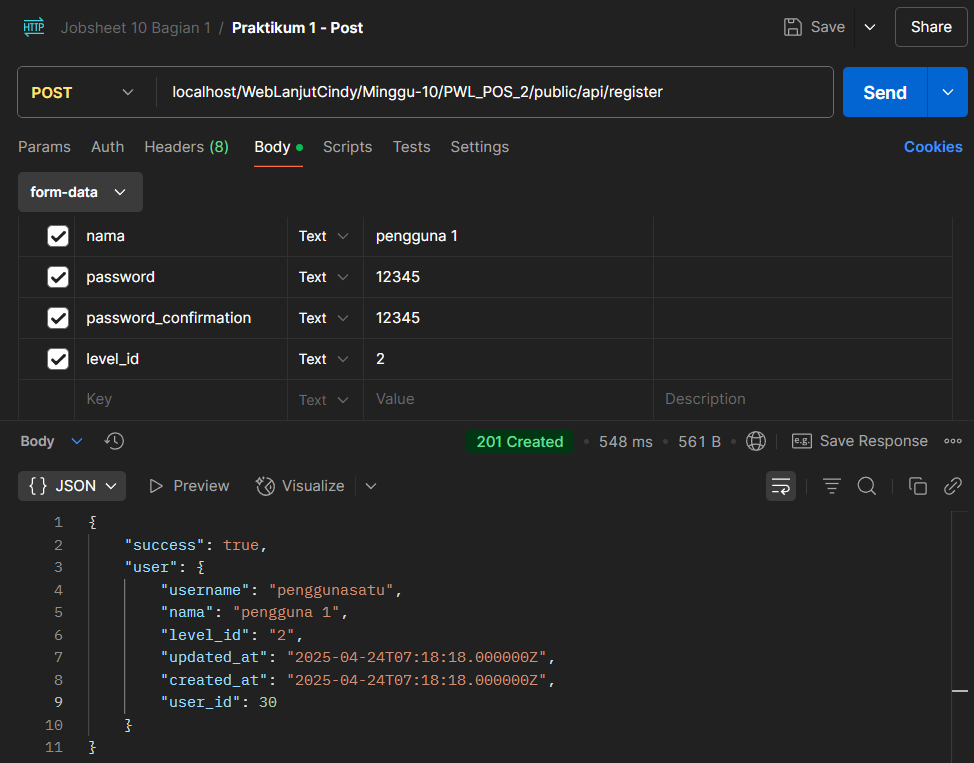 HTTP Jobsheet 10 Bagian 1 / Praktikum 1 - Post Save Share
POST localhost/WebLanjutCindy/Minggu-10/PWL_POS_2/public/api/register Send
Params Auth Headers (8) Body Scripts Tests Settings Cookies
form-data
nama Text pengguna 1
password Text 12345
password_confirmation Text 12345
level_id Text 2
Key Text Value Description
Body 201 Created • 548 ms • 561 B • e.g. Save Response
{} JSON Preview Visualize
1 {
2 "success": true,
3 "user": {
4 "username": "penggunasatu",
5 "nama": "pengguna 1",
6 "level_id": "2",
7 "updated_at": "2025-04-24T07:18:18.000000Z",
8 "created_at": "2025-04-24T07:18:18.000000Z",
9 "user_id": 30
10 }
11 }